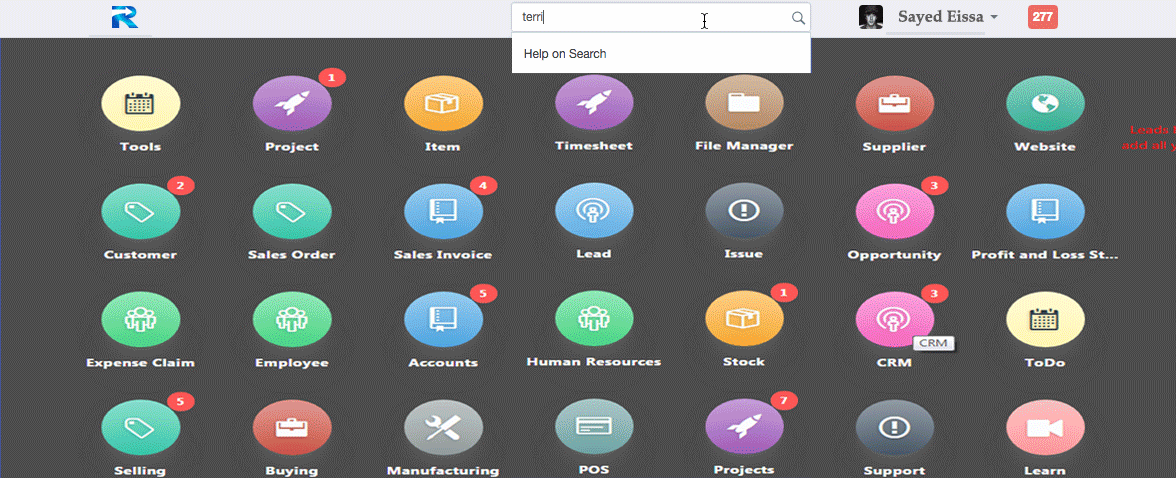 terri
Sayed Eissa
277
Help on Search
1
Tools
Project
Item
Timesheet
File Manager
Supplier
Website
Leads
add all y
2
4
3
Customer
Sales Order
Sales Invoice
Lead
Issue
Opportunity
Profit and Loss St...
5
1
3
Expense Claim
Employee
Accounts
Human Resources
Stock
CRM
CRM
ToDo
5
7
Selling
Buying
Manufacturing
POS
Projects
Support
Learn